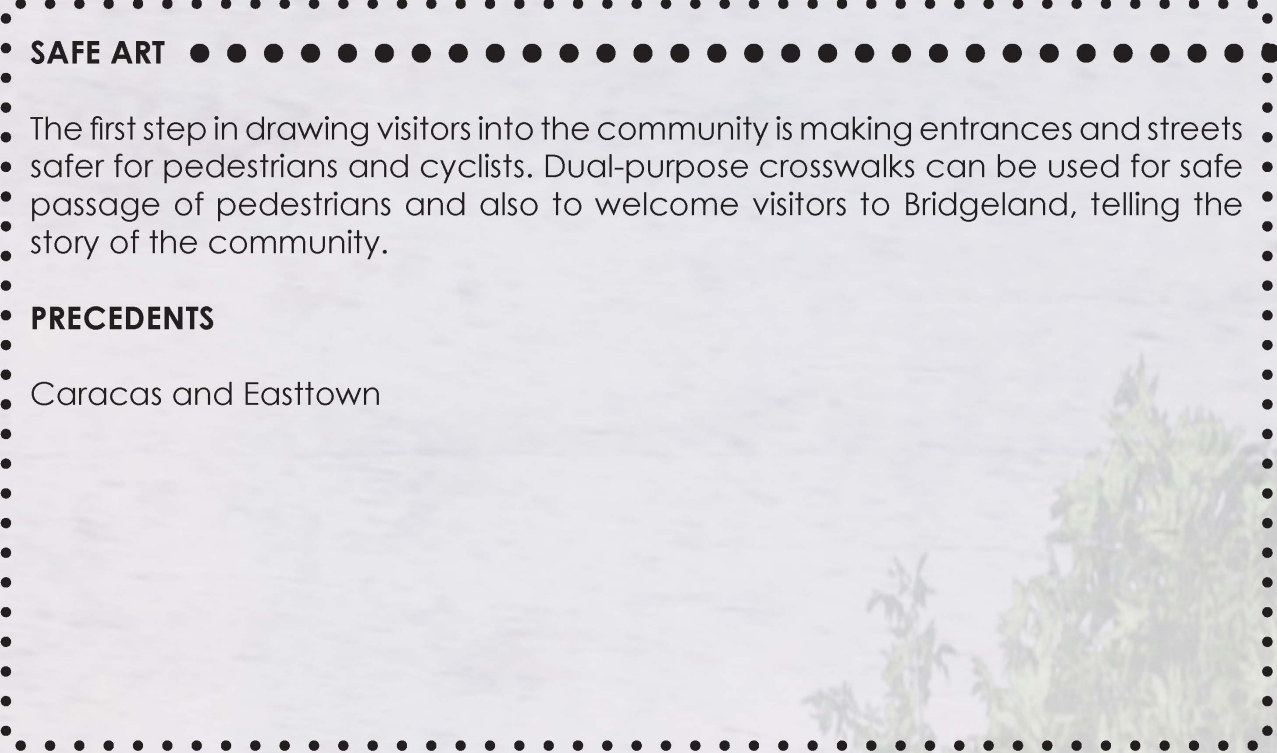 SAFE ART
The first step in drawing visitors into the community is making entrances and streets
safer for pedestrians and cyclists. Dual-purpose crosswalks can be used for safe
passage of pedestrians and also to welcome visitors to Bridgeland, telling the
story of the community.
PRECEDENTS
Caracas and Easttown